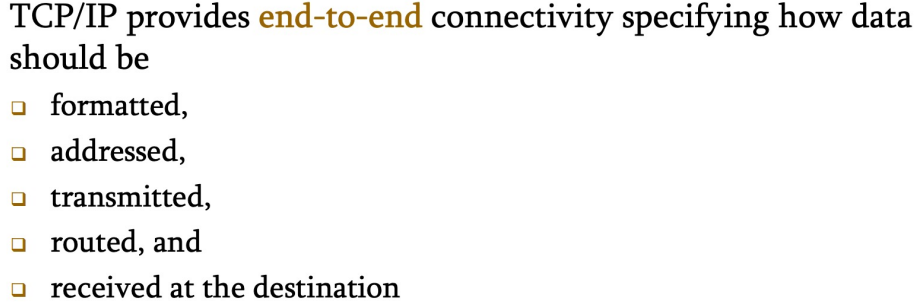 TCP/IP provides end-to-end connectivity specifying how data
should be
❑ formatted,
❑ addressed,
❑ transmitted,
❑ routed, and
❑ received at the destination